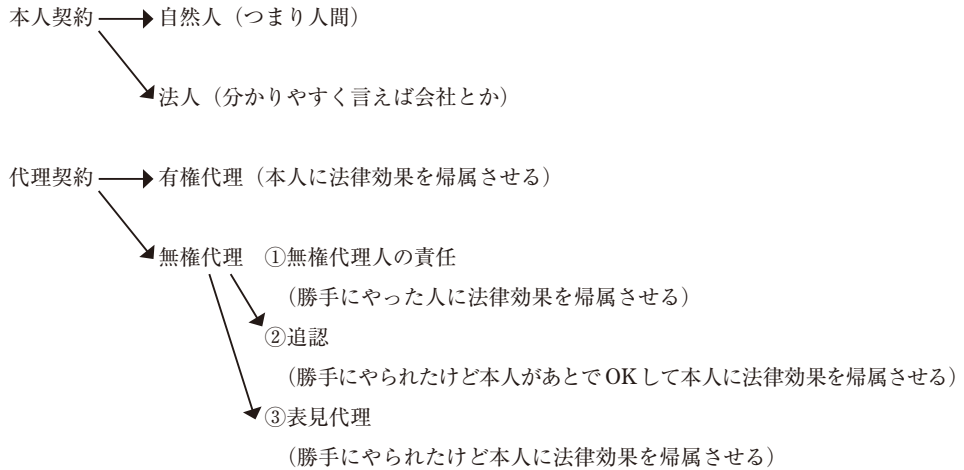 本人契約 自然人（つまり人間）
法人（分かりやすく言えば会社とか）
代理契約 有権代理（本人に法律効果を帰属させる）
無権代理 ①無権代理人の責任
（勝手にやった人に法律効果を帰属させる）
②追認
（勝手にやられたけど本人があとでOKして本人に法律効果を帰属させる）
③表見代理
（勝手にやられたけど本人に法律効果を帰属させる）